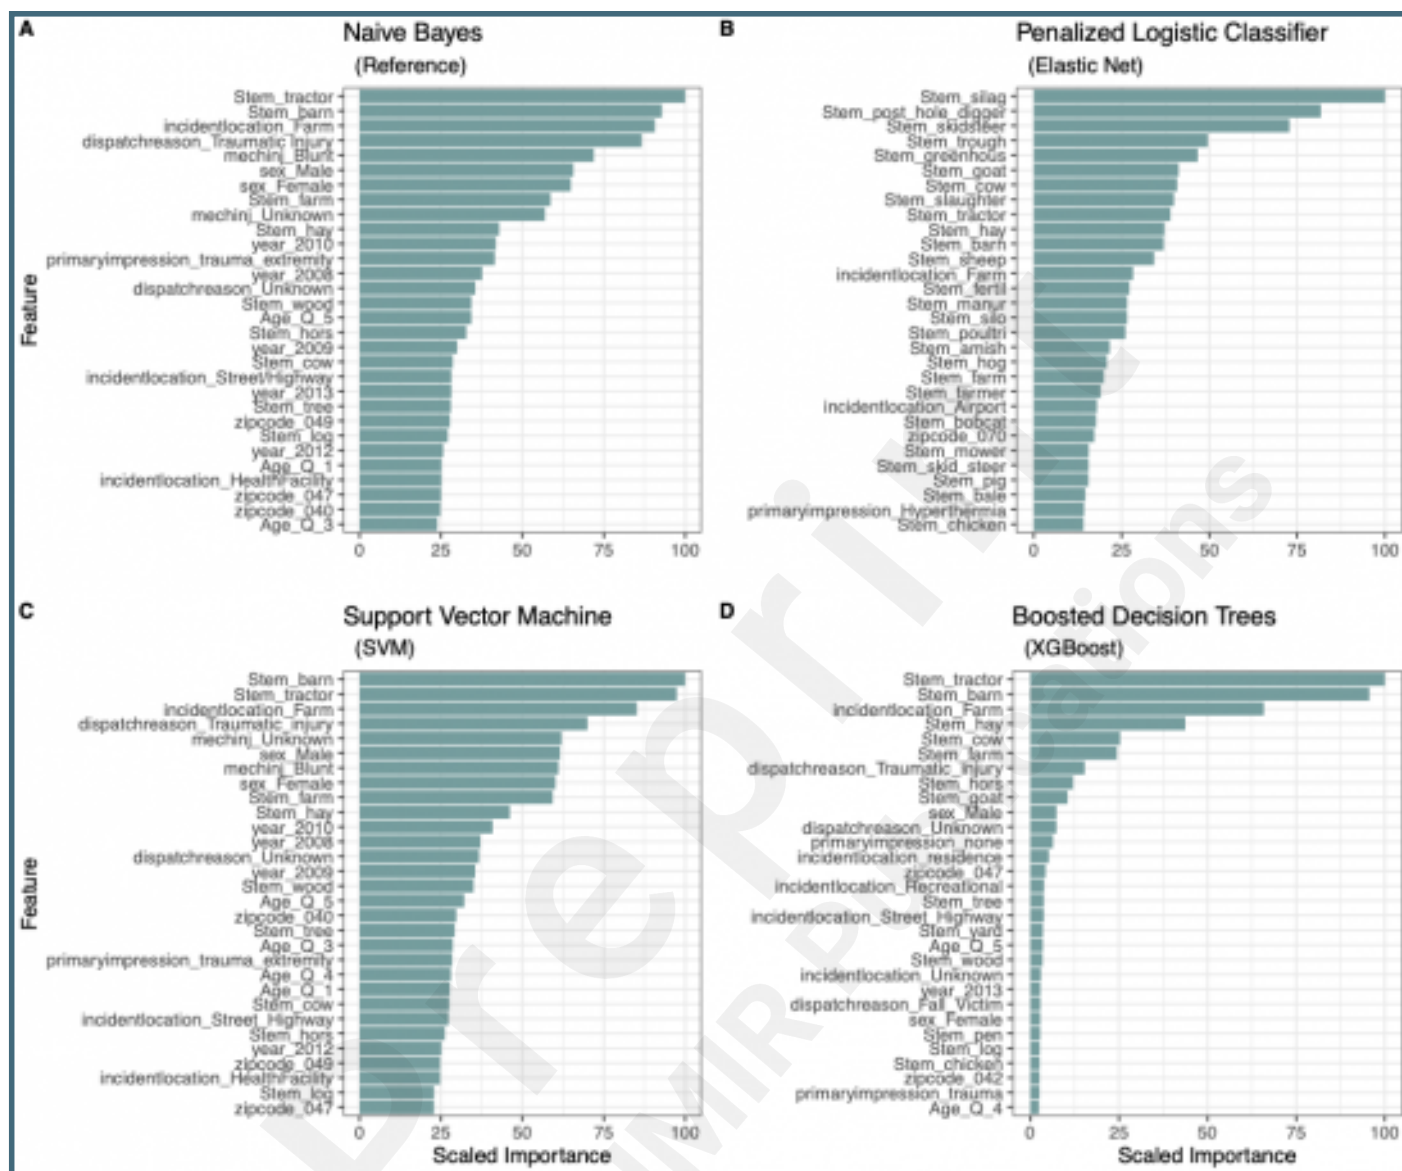 A
Naive Bayes
(Reference)
Feature
Stem_tractor
Stem_barn
incidentlocation_Farm
dispatchreason_Traumatic Injury
mechinj_Blunt
sex_Male
sex_Female
Stem_farm
mechinj_Unknown
Stem_hay
year_2010
primaryimpression_trauma_extremity
year_2008
dispatchreason_Unknown
Stem_wood
Age_Q_5
Stem_hors
year_2009
Stem_cow
incidentlocation_Street/Highway
year_2013
Stem_tree
zipcode_049
Stem_log
year_2012
Age_Q_1
incidentlocation_HealthFacility
zipcode_047
zipcode_040
Age_Q_3
0 25 50 75 100
B
Penalized Logistic Classifier
(Elastic Net)
Stem_silag
Stem_post_hole_digger
Stem_skidsteer
Stem_trough
Stem_greenhous
Stem_goat
Stem_cow
Stem_slaughter
Stem_tractor
Stem_hay
Stem_barn
Stem_sheep
incidentlocation_Farm
Stem_fertil
Stem_manur
Stem_silo
Stem_poultri
Stem_amish
Stem_hog
Stem_farm
Stem_farmer
incidentlocation_Airport
Stem_bobcat
zipcode_070
Stem_mower
Stem_skid_steer
Stem_pig
Stem_bale
primaryimpression_Hyperthermia
Stem_chicken
0 25 50 75 100
C
Support Vector Machine
(SVM)
Feature
Stem_barn
Stem_tractor
incidentlocation_Farm
dispatchreason_Traumatic_injury
mechinj_Unknown
sex_Male
mechinj_Blunt
sex_Female
Stem_farm
Stem_hay
year_2010
year_2008
dispatchreason_Unknown
year_2009
Stem_wood
Age_Q_5
zipcode_040
Stem_tree
Age_Q_3
primaryimpression_trauma_extremity
Age_Q_4
Age_Q_1
Stem_cow
incidentlocation_Street_Highway
Stem_hors
year_2012
zipcode_049
incidentlocation_HealthFacility
Stem_log
zipcode_047
0 25 50 75 100
Scaled Importance
D
Boosted Decision Trees
(XGBoost)
Stem_tractor
Stem_barn
incidentlocation_Farm
Stem_hay
Stem_cow
Stem_farm
dispatchreason_Traumatic_Injury
Stem_hors
Stem_goat
sex_Male
dispatchreason_Unknown
primaryimpression_none
incidentlocation_residence
zipcode_047
incidentlocation_Recreational
Stem_tree
incidentlocation_Street_Highway
Stem_yard
Age_Q_5
Stem_wood
incidentlocation_Unknown
year_2013
dispatchreason_Fall_Victim
sex_Female
Stem_pen
Stem_log
Stem_chicken
zipcode_042
primaryimpression_trauma
Age_Q_4
0 25 50 75 100
Scaled Importance
Preprint
JMIR Publications